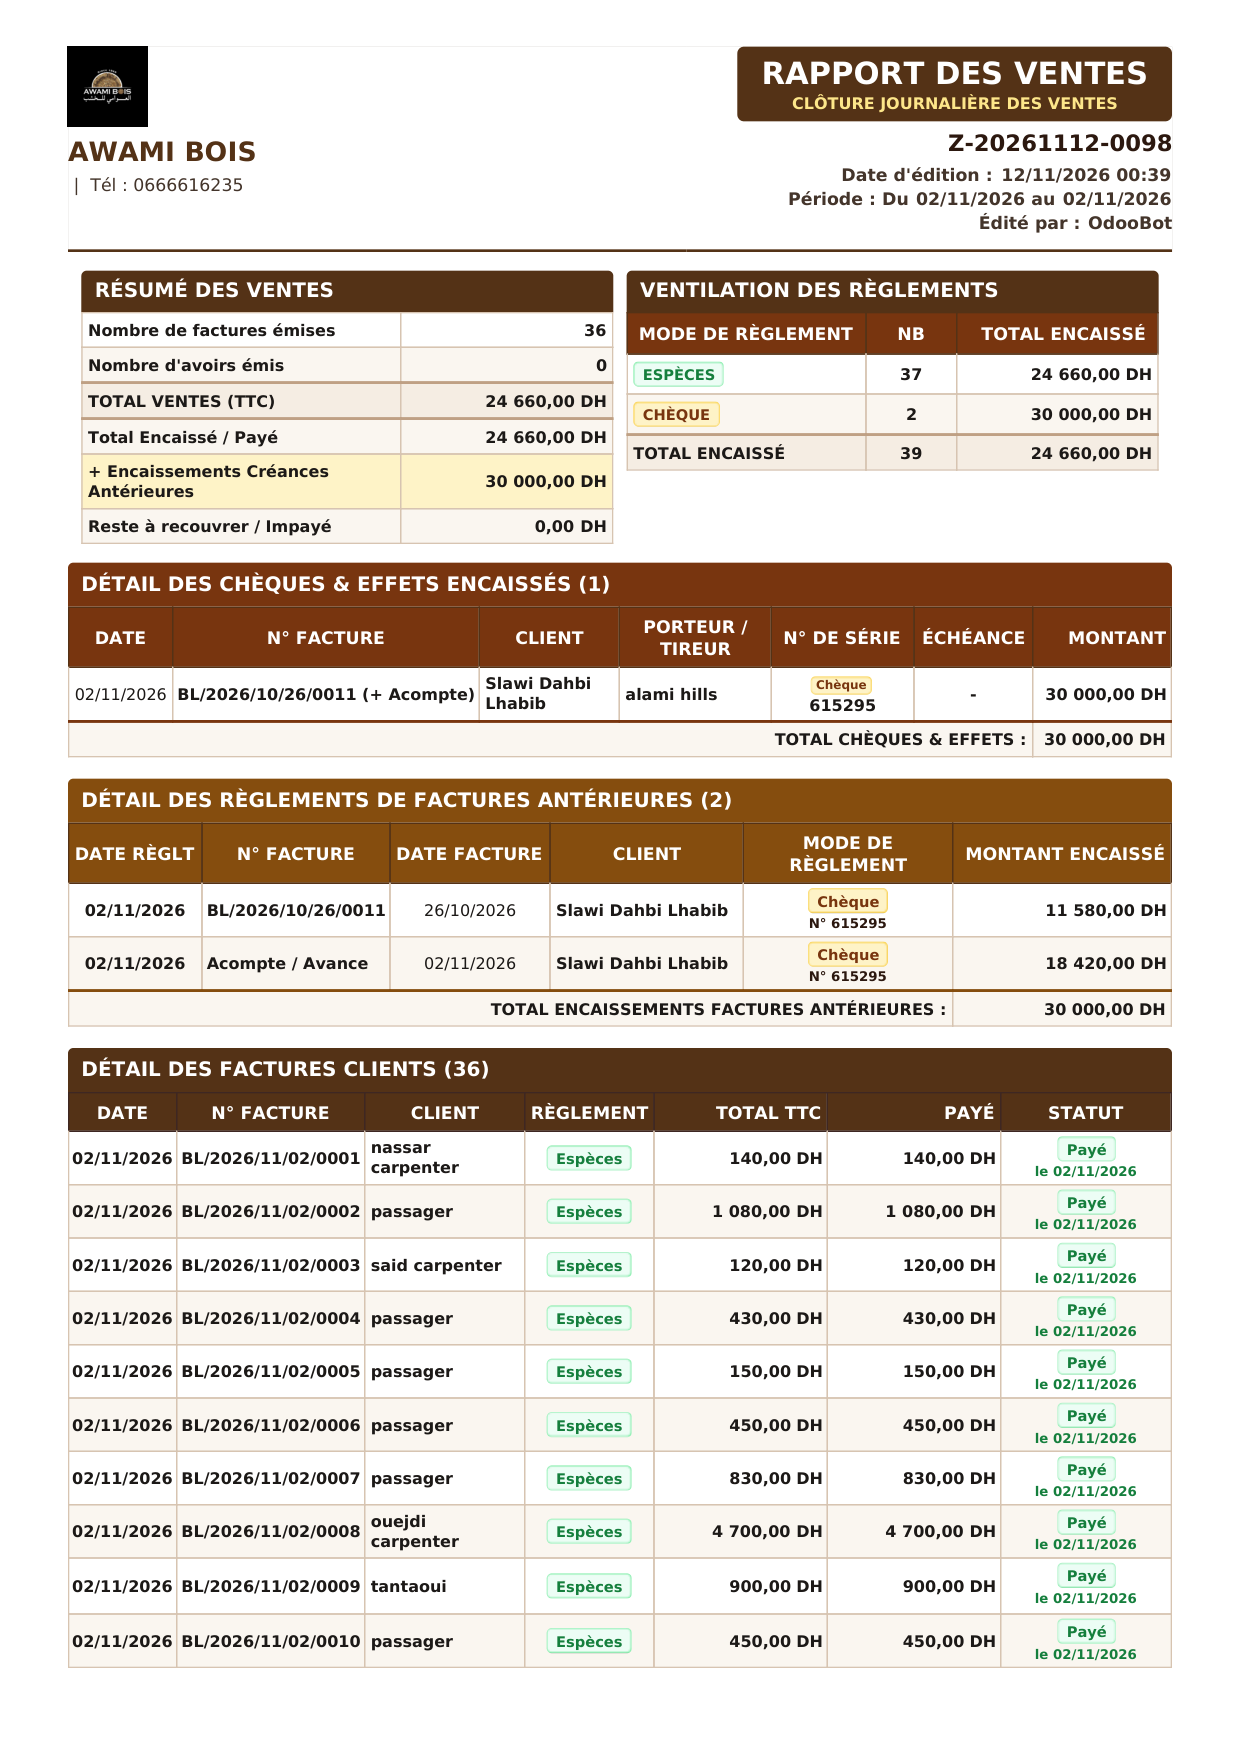 SINCE 1989
AWAMI BOIS
العوامي للخشب
RAPPORT DES VENTES
CLÔTURE JOURNALIÈRE DES VENTES
AWAMI BOIS
| Tél : 0666616235
Z-20261112-0098
Date d'édition : 12/11/2026 00:39
Période : Du 02/11/2026 au 02/11/2026
Édité par : OdooBot
RÉSUMÉ DES VENTES
Nombre de factures émises 36
Nombre d'avoirs émis 0
TOTAL VENTES (TTC) 24 660,00 DH
Total Encaissé / Payé 24 660,00 DH
+ Encaissements Créances
Antérieures 30 000,00 DH
Reste à recouvrer / Impayé 0,00 DH
VENTILATION DES RÈGLEMENTS
MODE DE RÈGLEMENT NB TOTAL ENCAISSÉ
ESPÈCES 37 24 660,00 DH
CHÈQUE 2 30 000,00 DH
TOTAL ENCAISSÉ 39 24 660,00 DH
DÉTAIL DES CHÈQUES & EFFETS ENCAISSÉS (1)
DATE N° FACTURE CLIENT PORTEUR / TIREUR N° DE SÉRIE ÉCHÉANCE MONTANT
02/11/2026 BL/2026/10/26/0011 (+ Acompte) Slawi Dahbi Lhabib alami hills Chèque 615295 - 30 000,00 DH
TOTAL CHÈQUES & EFFETS : 30 000,00 DH
DÉTAIL DES RÈGLEMENTS DE FACTURES ANTÉRIEURES (2)
DATE RÈGLT N° FACTURE DATE FACTURE CLIENT MODE DE RÈGLEMENT MONTANT ENCAISSÉ
02/11/2026 BL/2026/10/26/0011 26/10/2026 Slawi Dahbi Lhabib Chèque N° 615295 11 580,00 DH
02/11/2026 Acompte / Avance 02/11/2026 Slawi Dahbi Lhabib Chèque N° 615295 18 420,00 DH
TOTAL ENCAISSEMENTS FACTURES ANTÉRIEURES : 30 000,00 DH
DÉTAIL DES FACTURES CLIENTS (36)
DATE N° FACTURE CLIENT RÈGLEMENT TOTAL TTC PAYÉ STATUT
02/11/2026 BL/2026/11/02/0001 nassar carpenter Espèces 140,00 DH 140,00 DH Payé le 02/11/2026
02/11/2026 BL/2026/11/02/0002 passager Espèces 1 080,00 DH 1 080,00 DH Payé le 02/11/2026
02/11/2026 BL/2026/11/02/0003 said carpenter Espèces 120,00 DH 120,00 DH Payé le 02/11/2026
02/11/2026 BL/2026/11/02/0004 passager Espèces 430,00 DH 430,00 DH Payé le 02/11/2026
02/11/2026 BL/2026/11/02/0005 passager Espèces 150,00 DH 150,00 DH Payé le 02/11/2026
02/11/2026 BL/2026/11/02/0006 passager Espèces 450,00 DH 450,00 DH Payé le 02/11/2026
02/11/2026 BL/2026/11/02/0007 passager Espèces 830,00 DH 830,00 DH Payé le 02/11/2026
02/11/2026 BL/2026/11/02/0008 ouejdi carpenter Espèces 4 700,00 DH 4 700,00 DH Payé le 02/11/2026
02/11/2026 BL/2026/11/02/0009 tantaoui Espèces 900,00 DH 900,00 DH Payé le 02/11/2026
02/11/2026 BL/2026/11/02/0010 passager Espèces 450,00 DH 450,00 DH Payé le 02/11/2026